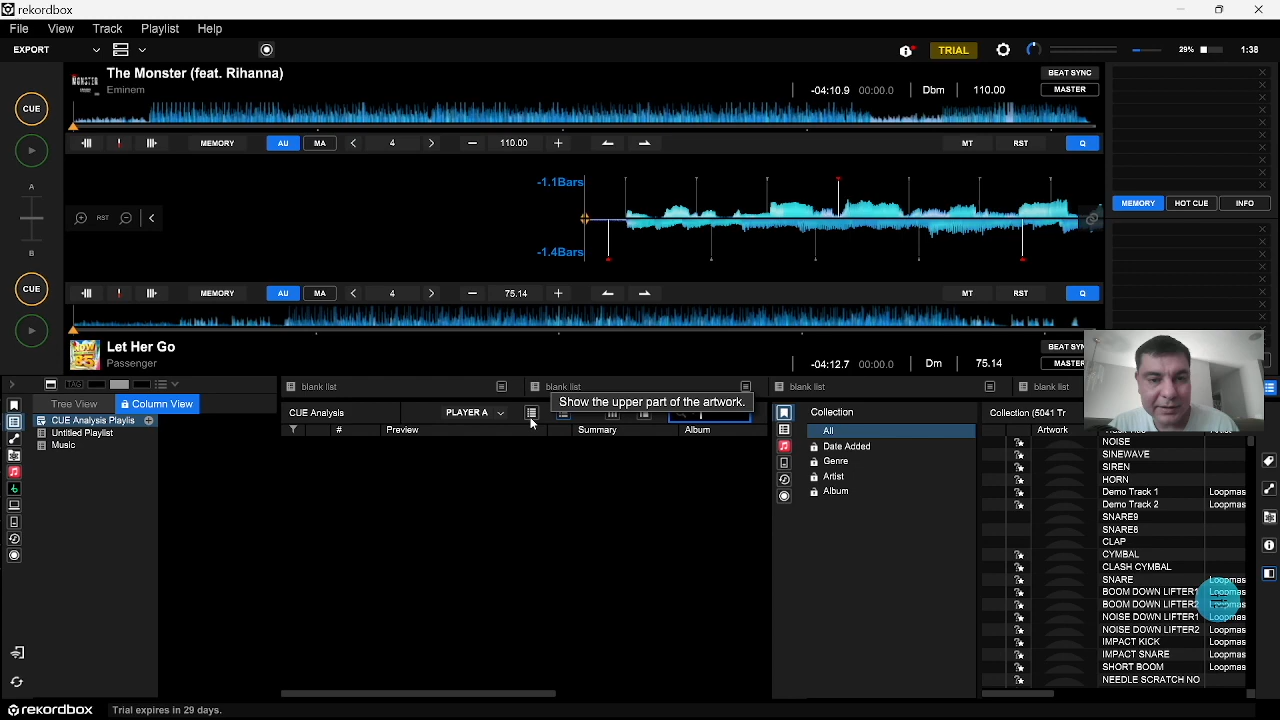 rekordbox
File View Track Playlist Help
EXPORT
TRIAL
29%
1:38
The Monster (feat. Rihanna)
Eminem
-04:10.9 00:00.0 Dbm 110.00
BEAT SYNC
MASTER
CUE
MEMORY AU MA 4 110.00 MT RST Q
A
B
RST
-1.1Bars
-1.4Bars
MEMORY HOT CUE INFO
CUE
MEMORY AU MA 4 75.14 MT RST Q
Let Her Go
Passenger
-04:12.7 00:00.0 Dm 75.14
blank list
blank list
blank list
blank list
Show the upper part of the artwork.
Tree View
Column View
CUE Analysis Playlis
Untitled Playlist
Music
CUE Analysis
PLAYER A
# Preview Summary Album
Collection
All
Date Added
Genre
Artist
Album
Collection (5041 Tr
Artwork
NOISE
SINEWAVE
SIREN
HORN
Demo Track 1 Loopmas
Demo Track 2 Loopmas
SNARE9
SNARE8
CLAP
CYMBAL
CLASH CYMBAL
SNARE Loopmas
BOOM DOWN LIFTER1
BOOM DOWN LIFTER2
NOISE DOWN LIFTER1 Loopmas
NOISE DOWN LIFTER2 Loopmas
IMPACT KICK Loopmas
IMPACT SNARE Loopmas
SHORT BOOM Loopmas
NEEDLE SCRATCH NO
rekordbox
Trial expires in 29 days.